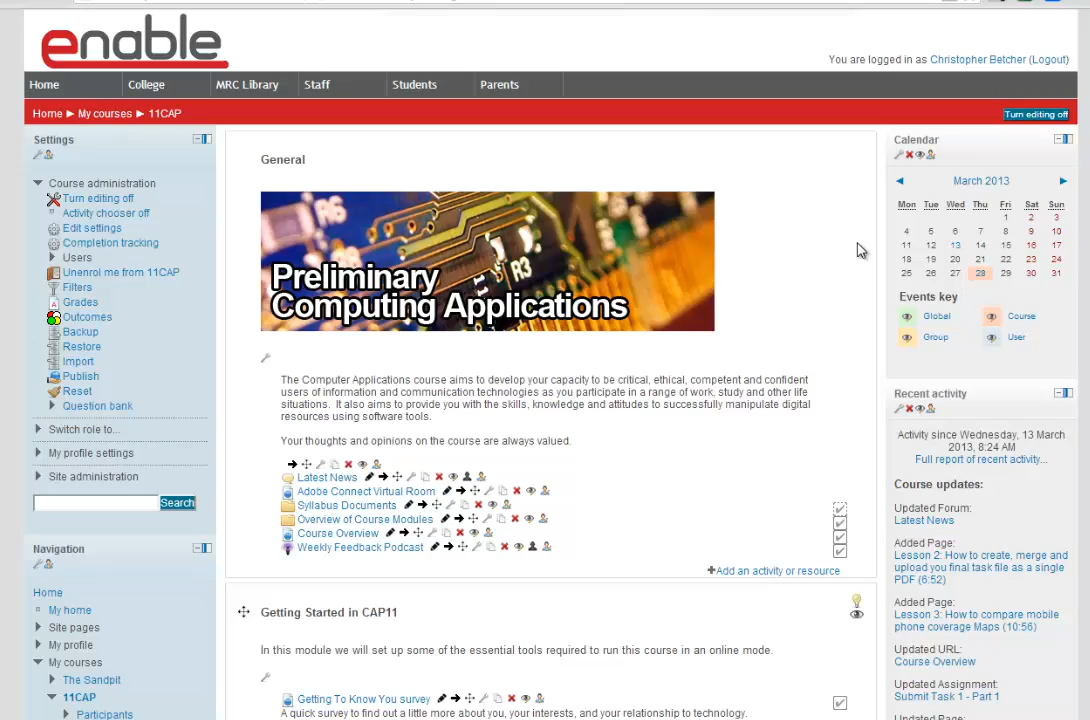 enable
You are logged in as Christopher Betcher (Logout)
Home College MRC Library Staff Students Parents
Home ► My courses ► 11CAP
Turn editing off
Settings
Course administration
Turn editing off
Activity chooser off
Edit settings
Completion tracking
Users
Unenrol me from 11CAP
Filters
Grades
Outcomes
Backup
Restore
Import
Publish
Reset
Question bank
Switch role to...
My profile settings
Site administration
Search
Navigation
Home
My home
Site pages
My profile
My courses
The Sandpit
11CAP
Participants
General
R6
R3
Preliminary
Computing Applications
The Computer Applications course aims to develop your capacity to be critical, ethical, competent and confident
users of information and communication technologies as you participate in a range of work, study and other life
situations. It also aims to provide you with the skills, knowledge and attitudes to successfully manipulate digital
resources using software tools.
Your thoughts and opinions on the course are always valued.
Latest News
Adobe Connect Virtual Room
Syllabus Documents
Overview of Course Modules
Course Overview
Weekly Feedback Podcast
Add an activity or resource
Getting Started in CAP11
In this module we will set up some of the essential tools required to run this course in an online mode.
Getting To Know You survey
A quick survey to find out a little more about you, your interests, and your relationship to technology.
Calendar
◄ March 2013 ►
Mon Tue Wed Thu Fri Sat Sun
1 2 3
4 5 6 7 8 9 10
11 12 13 14 15 16 17
18 19 20 21 22 23 24
25 26 27 28 29 30 31
Events key
Global Course
Group User
Recent activity
Activity since Wednesday, 13 March
2013, 8:24 AM
Full report of recent activity...
Course updates:
Updated Forum:
Latest News
Added Page:
Lesson 2: How to create, merge and
upload you final task file as a single
PDF (6:52)
Added Page:
Lesson 3: How to compare mobile
phone coverage Maps (10:56)
Updated URL:
Course Overview
Updated Assignment:
Submit Task 1 - Part 1
Updated Page: